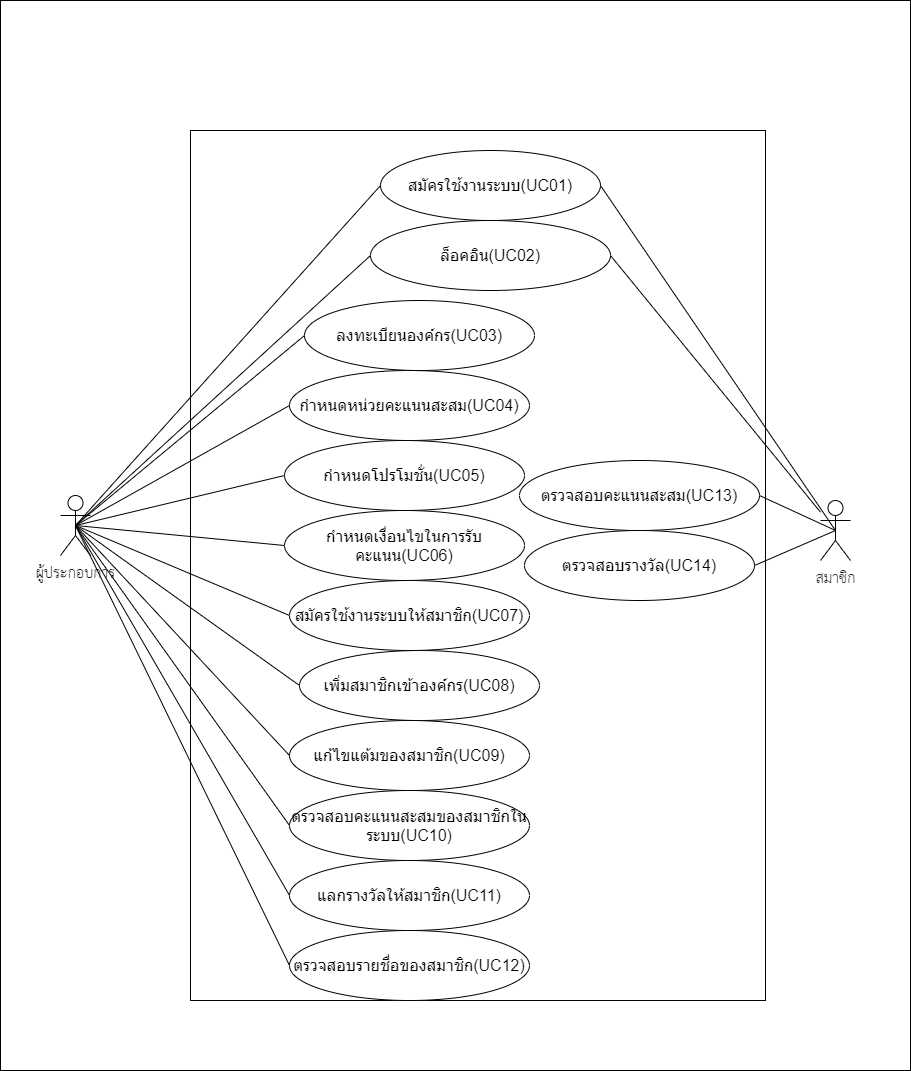 สมัครใช้งานระบบ(UC01)
ล็อคอิน(UC02)
ลงทะเบียนองค์กร(UC03)
กำหนดหน่วยคะแนนสะสม(UC04)
กำหนดโปรโมชั่น(UC05)
ตรวจสอบคะแนนสะสม(UC13)
กำหนดเงื่อนไขในการรับ
คะแนน(UC06)
ตรวจสอบรางวัล(UC14)
ผู้ประกอบการ
สมาชิก
สมัครใช้งานระบบให้สมาชิก(UC07)
เพิ่มสมาชิกเข้าองค์กร(UC08)
แก้ไขแต้มของสมาชิก(UC09)
ตรวจสอบคะแนนสะสมของสมาชิกใน
ระบบ(UC10)
แลกรางวัลให้สมาชิก(UC11)
ตรวจสอบรายชื่อของสมาชิก(UC12)